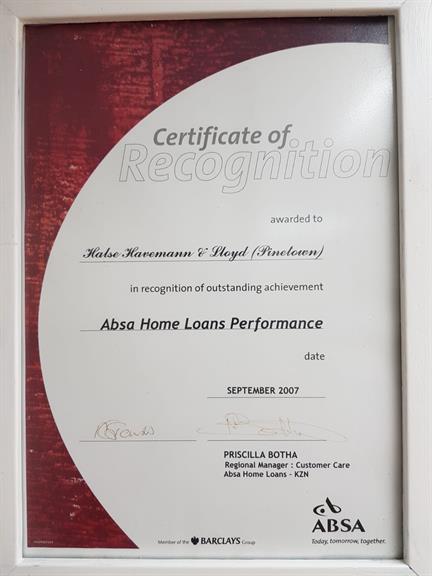 Certificate of
Recognition
awarded to
Halse Havemann & Lloyd (Pinetown)
in recognition of outstanding achievement
Absa Home Loans Performance
date
SEPTEMBER 2007
PRISCILLA BOTHA
Regional Manager : Customer Care
Absa Home Loans - KZN
ABSA
Today, tomorrow, together.
Member of the BARCLAYS Group